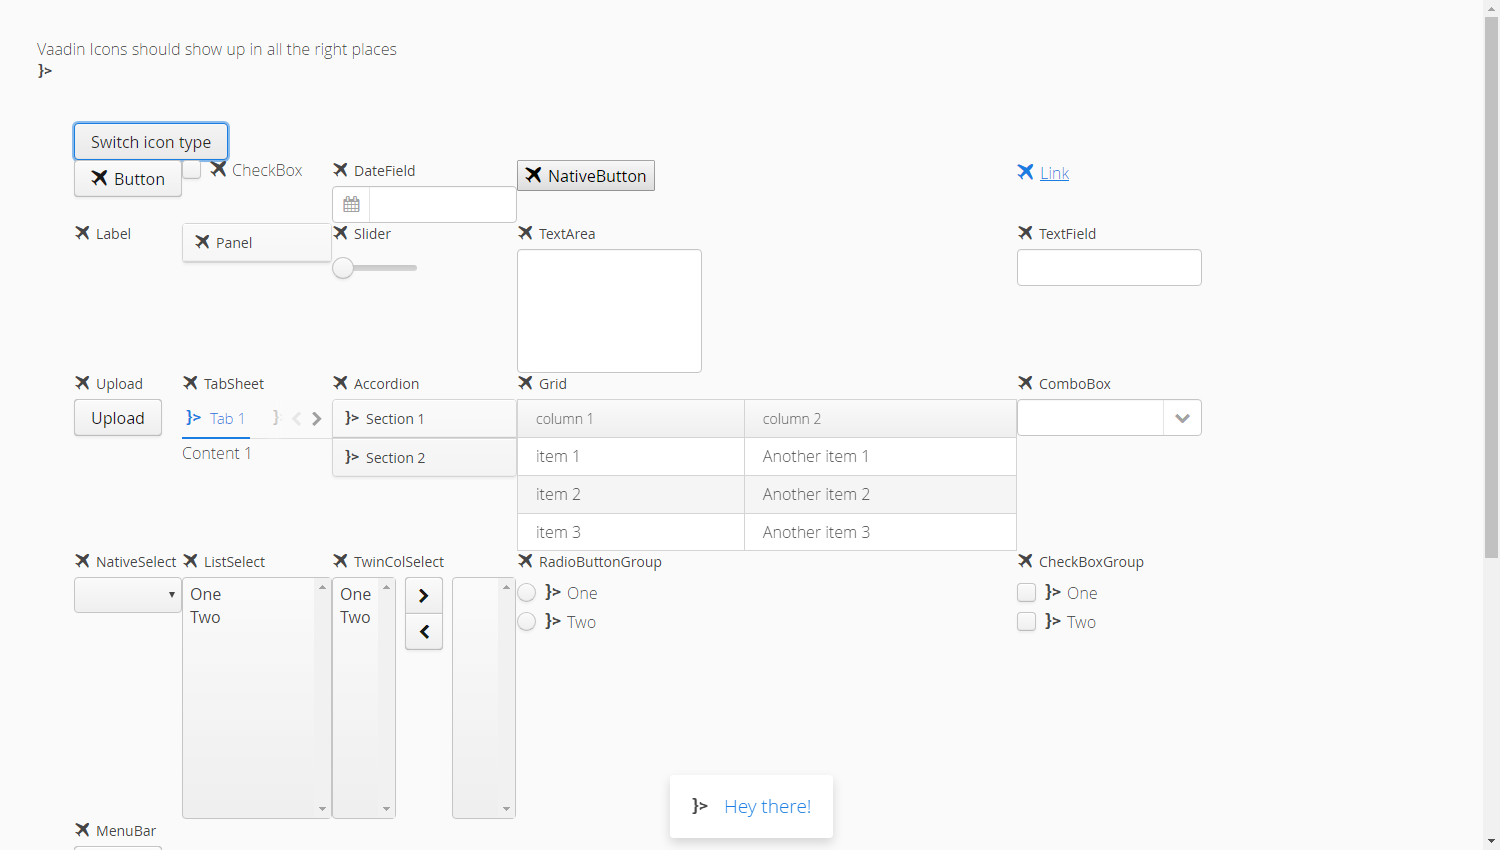 Vaadin Icons should show up in all the right places
}>
Switch icon type
Button
CheckBox
DateField
NativeButton
Link
Label
Panel
Slider
TextArea
TextField
Upload
TabSheet
Accordion
Grid
ComboBox
Upload
}> Tab 1
}> Section 1
column 1 column 2
Content 1
}> Section 2
item 1 Another item 1
item 2 Another item 2
item 3 Another item 3
NativeSelect
ListSelect
TwinColSelect
RadioButtonGroup
CheckBoxGroup
One
Two
One
Two
}> One
}> Two
}> One
}> Two
}> Hey there!
MenuBar